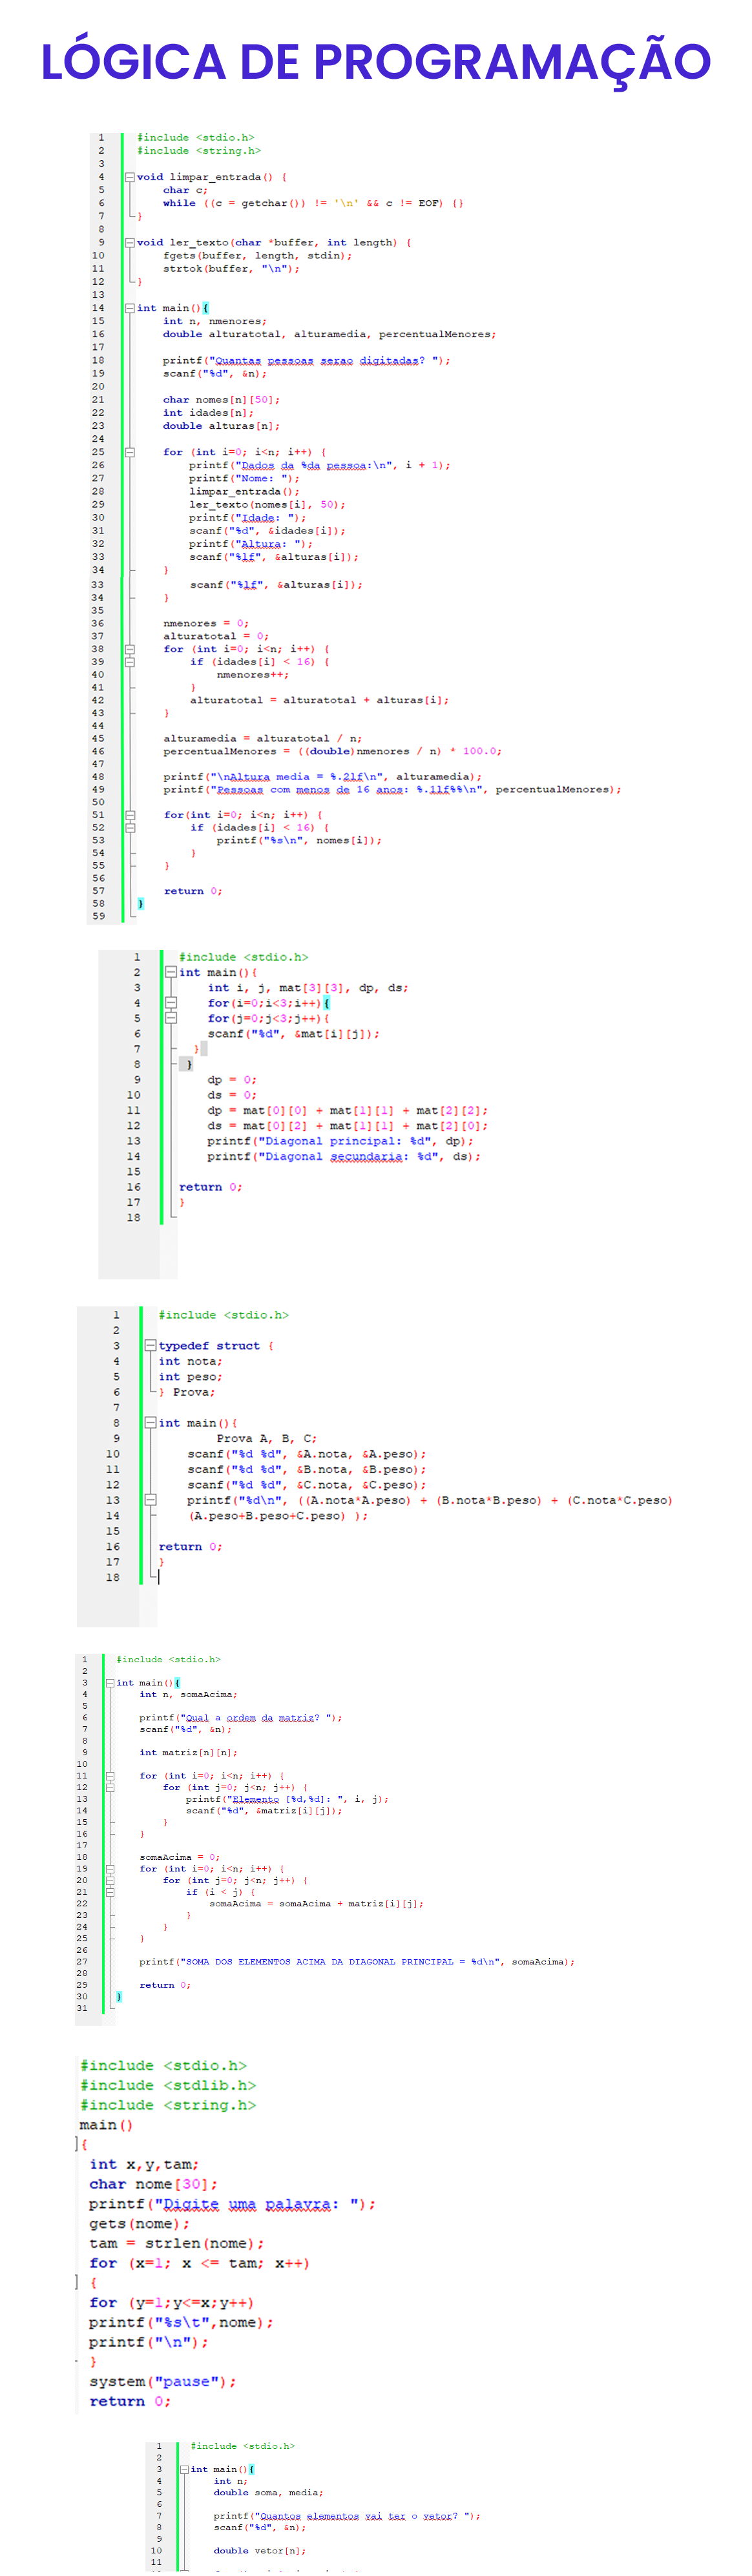 LÓGICA DE PROGRAMAÇÃO
1 #include <stdio.h>
2 #include <string.h>
3
4 void limpar_entrada() {
5 char c;
6 while ((c = getchar()) != '\n' && c != EOF) {}
7 }
8
9 void ler_texto(char *buffer, int length) {
10 fgets(buffer, length, stdin);
11 strtok(buffer, "\n");
12 }
13
14 int main(){
15 int n, nmenores;
16 double alturatotal, alturamedia, percentualMenores;
17
18 printf("Quantas pessoas serao digitadas? ");
19 scanf("%d", &n);
20
21 char nomes[n][50];
22 int idades[n];
23 double alturas[n];
24
25 for (int i=0; i<n; i++) {
26 printf("Dados da %da pessoa:\n", i + 1);
27 printf("Nome: ");
28 limpar_entrada();
29 ler_texto(nomes[i], 50);
30 printf("Idade: ");
31 scanf("%d", &idades[i]);
32 printf("Altura: ");
33 scanf("%lf", &alturas[i]);
34 }
33 scanf("%lf", &alturas[i]);
34 }
35
36 nmenores = 0;
37 alturatotal = 0;
38 for (int i=0; i<n; i++) {
39 if (idades[i] < 16) {
40 nmenores++;
41 }
42 alturatotal = alturatotal + alturas[i];
43 }
44
45 alturamedia = alturatotal / n;
46 percentualMenores = ((double)nmenores / n) * 100.0;
47
48 printf("\nAltura media = %.2lf\n", alturamedia);
49 printf("Pessoas com menos de 16 anos: %.1lf%%\n", percentualMenores);
50
51 for(int i=0; i<n; i++) {
52 if (idades[i] < 16) {
53 printf("%s\n", nomes[i]);
54 }
55 }
56
57 return 0;
58 }
59
1 #include <stdio.h>
2 int main(){
3 int i, j, mat[3][3], dp, ds;
4 for(i=0;i<3;i++){
5 for(j=0;j<3;j++){
6 scanf("%d", &mat[i][j]);
7 }
8 }
9 dp = 0;
10 ds = 0;
11 dp = mat[0][0] + mat[1][1] + mat[2][2];
12 ds = mat[0][2] + mat[1][1] + mat[2][0];
13 printf("Diagonal principal: %d", dp);
14 printf("Diagonal secundaria: %d", ds);
15
16 return 0;
17 }
18
1 #include <stdio.h>
2
3 typedef struct {
4 int nota;
5 int peso;
6 } Prova;
7
8 int main(){
9 Prova A, B, C;
10 scanf("%d %d", &A.nota, &A.peso);
11 scanf("%d %d", &B.nota, &B.peso);
12 scanf("%d %d", &C.nota, &C.peso);
13 printf("%d\n", ((A.nota*A.peso) + (B.nota*B.peso) + (C.nota*C.peso)
14 (A.peso+B.peso+C.peso) );
15
16 return 0;
17 }
18
1 #include <stdio.h>
2
3 int main(){
4 int n, somaAcima;
5
6 printf("Qual a ordem da matriz? ");
7 scanf("%d", &n);
8
9 int matriz[n][n];
10
11 for (int i=0; i<n; i++) {
12 for (int j=0; j<n; j++) {
13 printf("Elemento [%d,%d]: ", i, j);
14 scanf("%d", &matriz[i][j]);
15 }
16 }
17
18 somaAcima = 0;
19 for (int i=0; i<n; i++) {
20 for (int j=0; j<n; j++) {
21 if (i < j) {
22 somaAcima = somaAcima + matriz[i][j];
23 }
24 }
25 }
26
27 printf("SOMA DOS ELEMENTOS ACIMA DA DIAGONAL PRINCIPAL = %d\n", somaAcima);
28
29 return 0;
30 }
31
#include <stdio.h>
#include <stdlib.h>
#include <string.h>
main()
{
int x,y,tam;
char nome[30];
printf("Digite uma palavra: ");
gets(nome);
tam = strlen(nome);
for (x=1; x <= tam; x++)
{
for (y=1;y<=x;y++)
printf("%s\t",nome);
printf("\n");
}
system("pause");
return 0;
1 #include <stdio.h>
2
3 int main(){
4 int n;
5 double soma, media;
6
7 printf("Quantos elementos vai ter o vetor? ");
8 scanf("%d", &n);
9
10 double vetor[n];
11